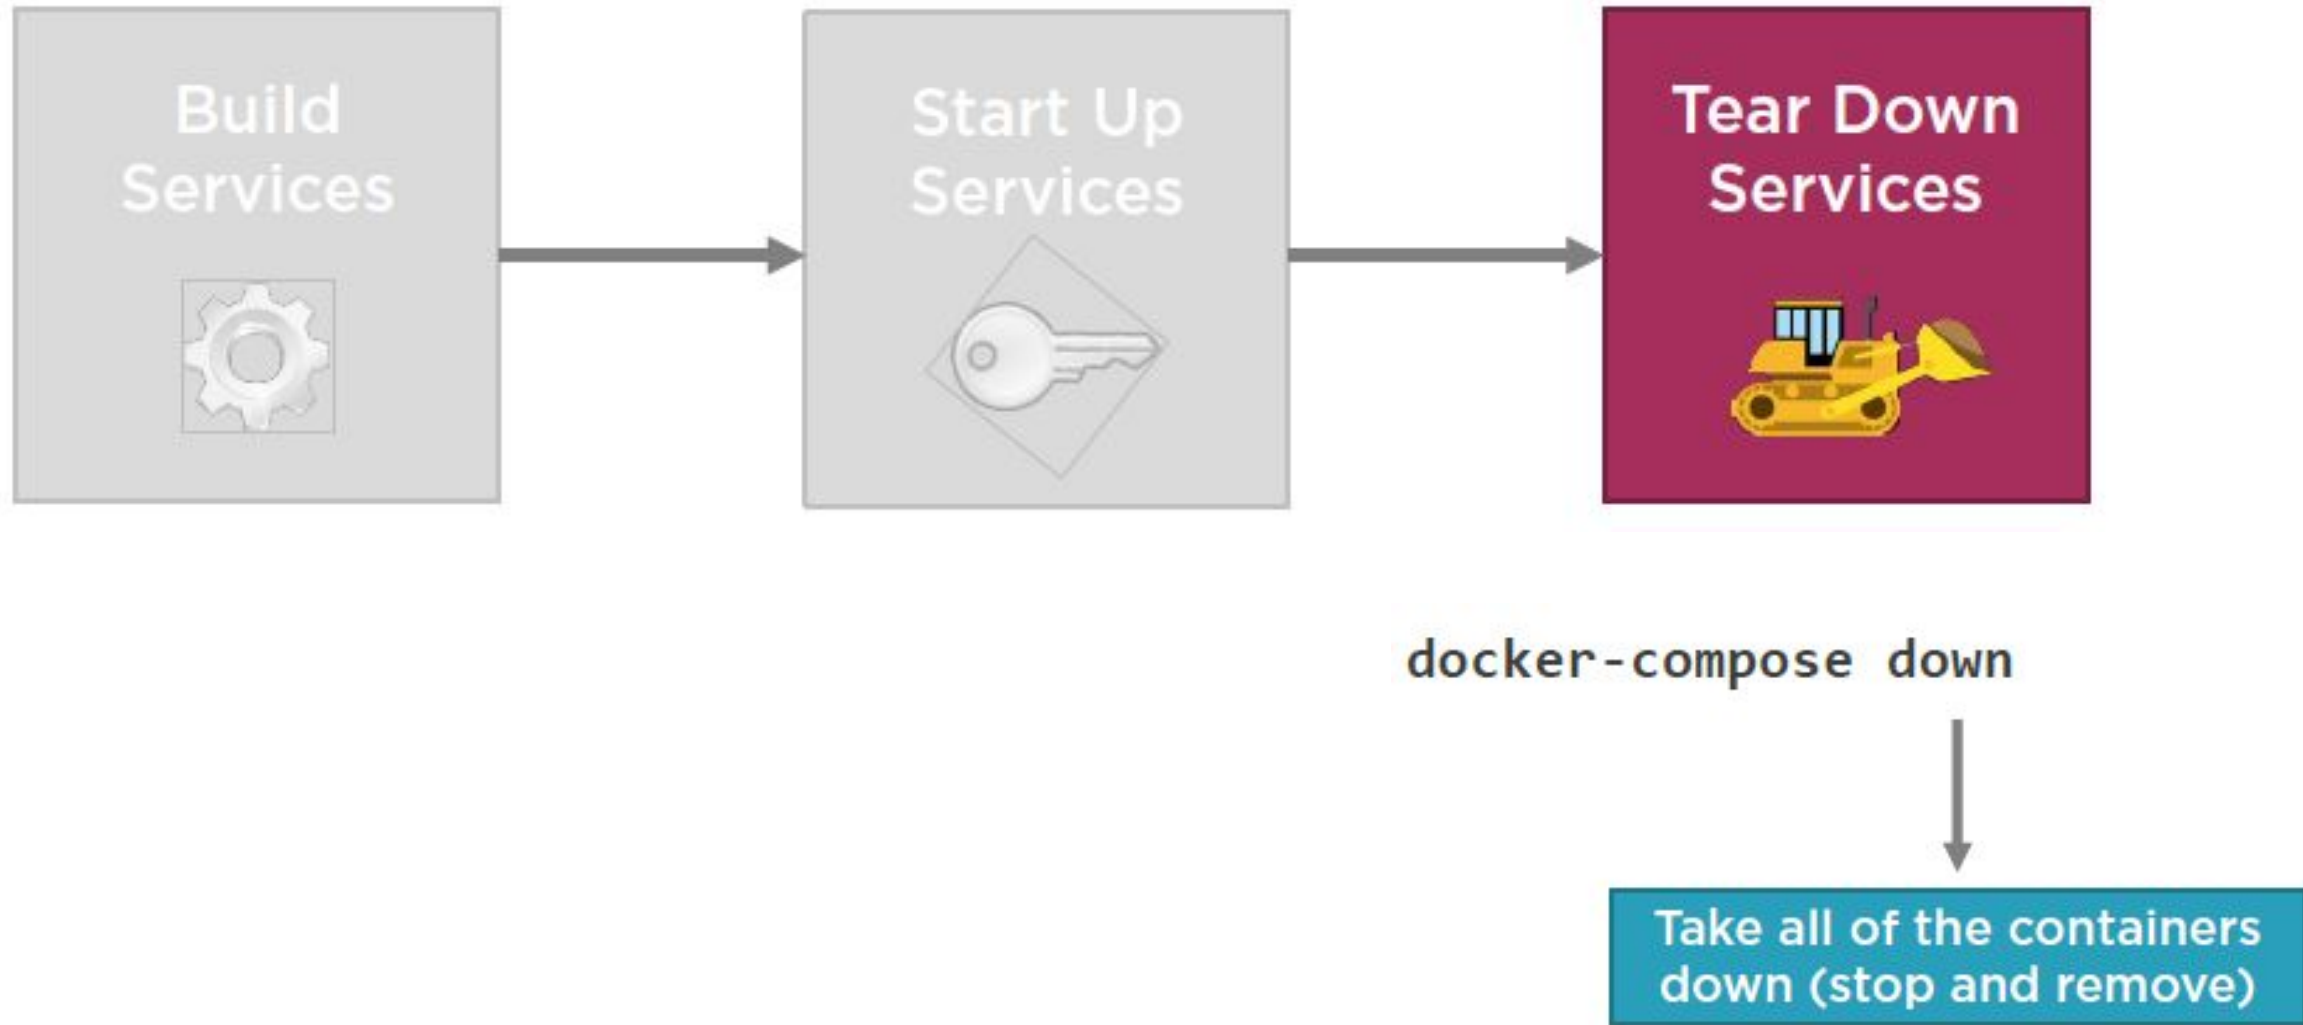 Build
Services
Start Up
Services
Tear Down
Services
docker-compose down
Take all of the containers
down (stop and remove)